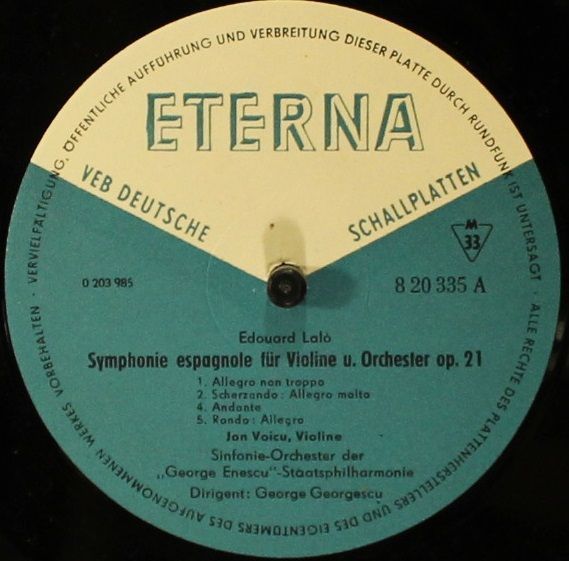 ALLE RECHTE DES PLATTENHERSTELLERS UND DES EIGENTÜMERS DES AUFGENOMMENEN WERKES VORBEHALTEN · VERVIELFÄLTIGUNG, ÖFFENTLICHE AUFFÜHRUNG UND VERBREITUNG DIESER PLATTE DURCH RUNDFUNK IST UNTERSAGT ·
ETERNA
VEB DEUTSCHE SCHALLPLATTEN
M
33
0 203 985
8 20 335 A
Edouard Lalò
Symphonie espagnole für Violine u. Orchester op. 21
1. Allegro non troppo
2. Scherzando: Allegro molto
4. Andante
5. Rondo: Allegro
Jon Voicu, Violine
Sinfonie-Orchester der
„George Enescu"-Staatsphilharmonie
Dirigent: George Georgescu